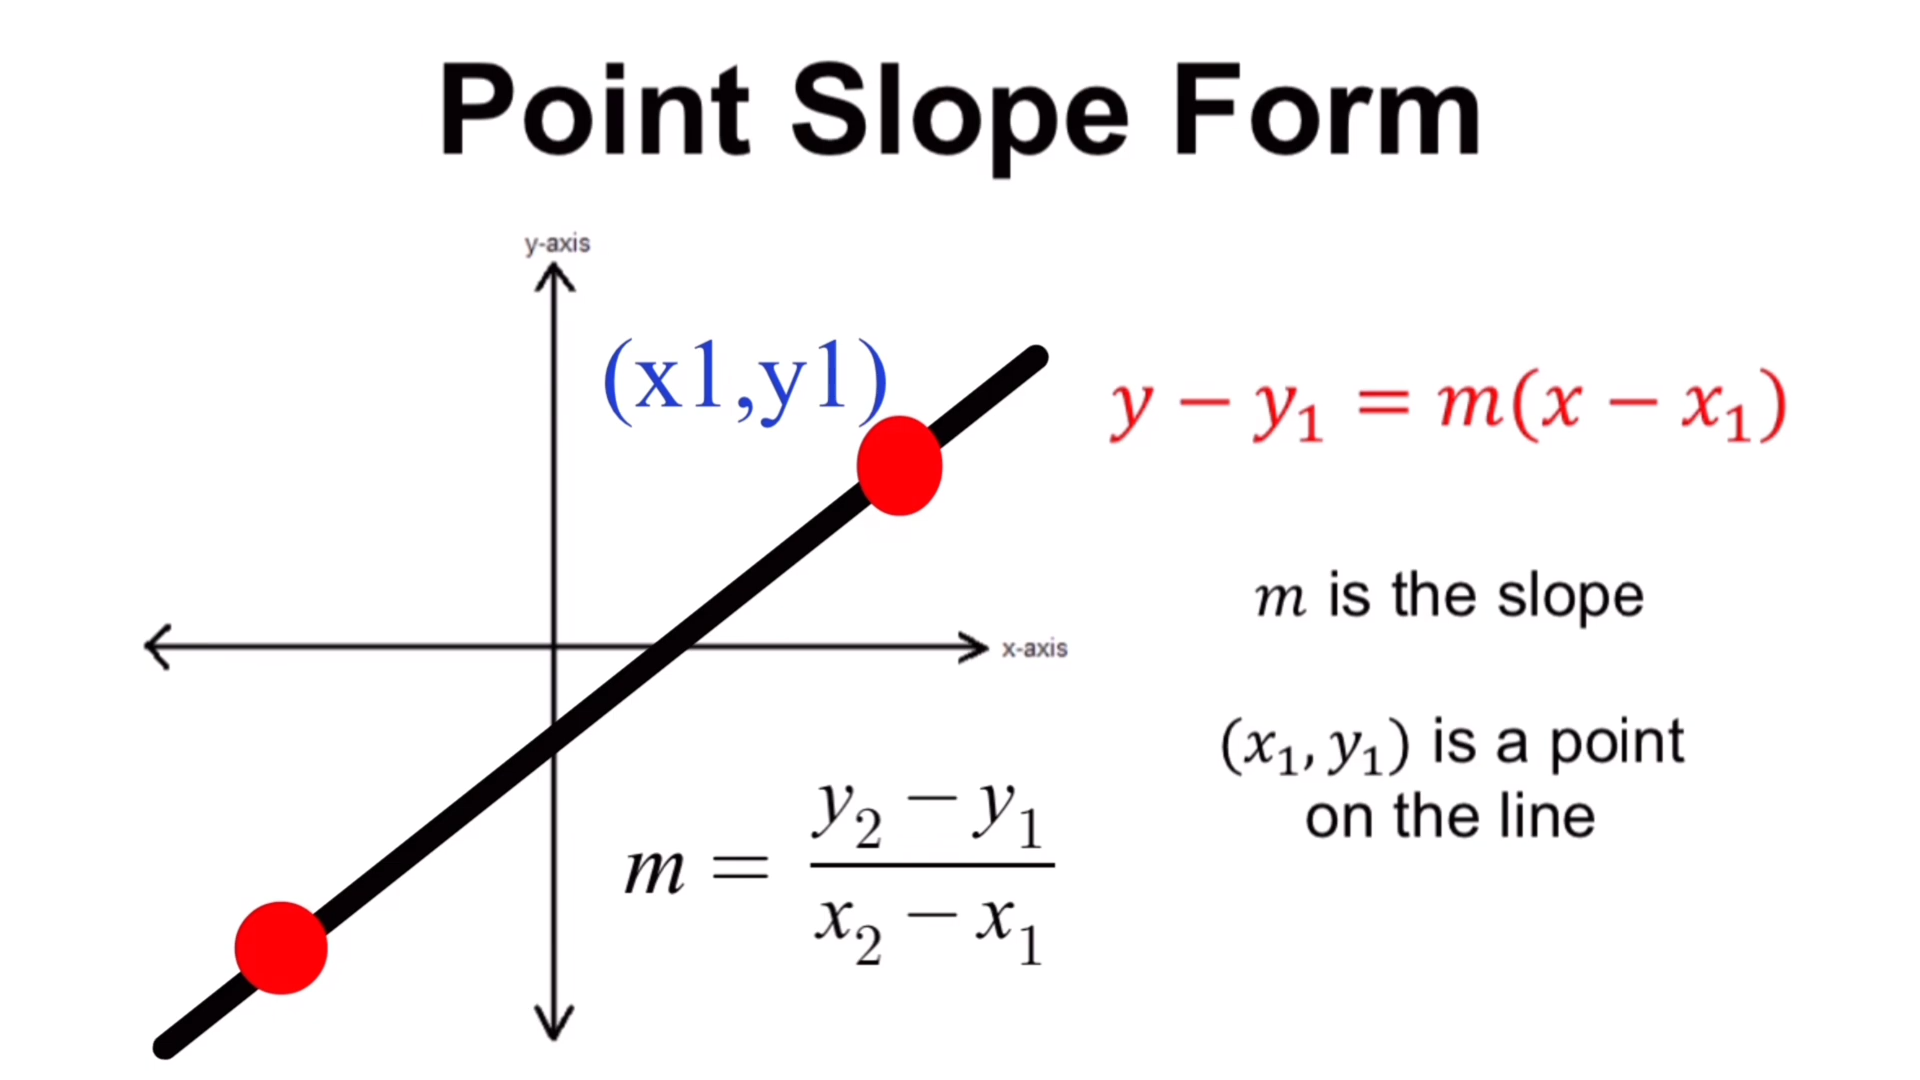 Point Slope Form
y-axis
(x1,y1)
y − y₁ = m(x − x₁)
m is the slope
x-axis
(x₁, y₁) is a point
on the line
m = (y₂ − y₁)/(x₂ − x₁)